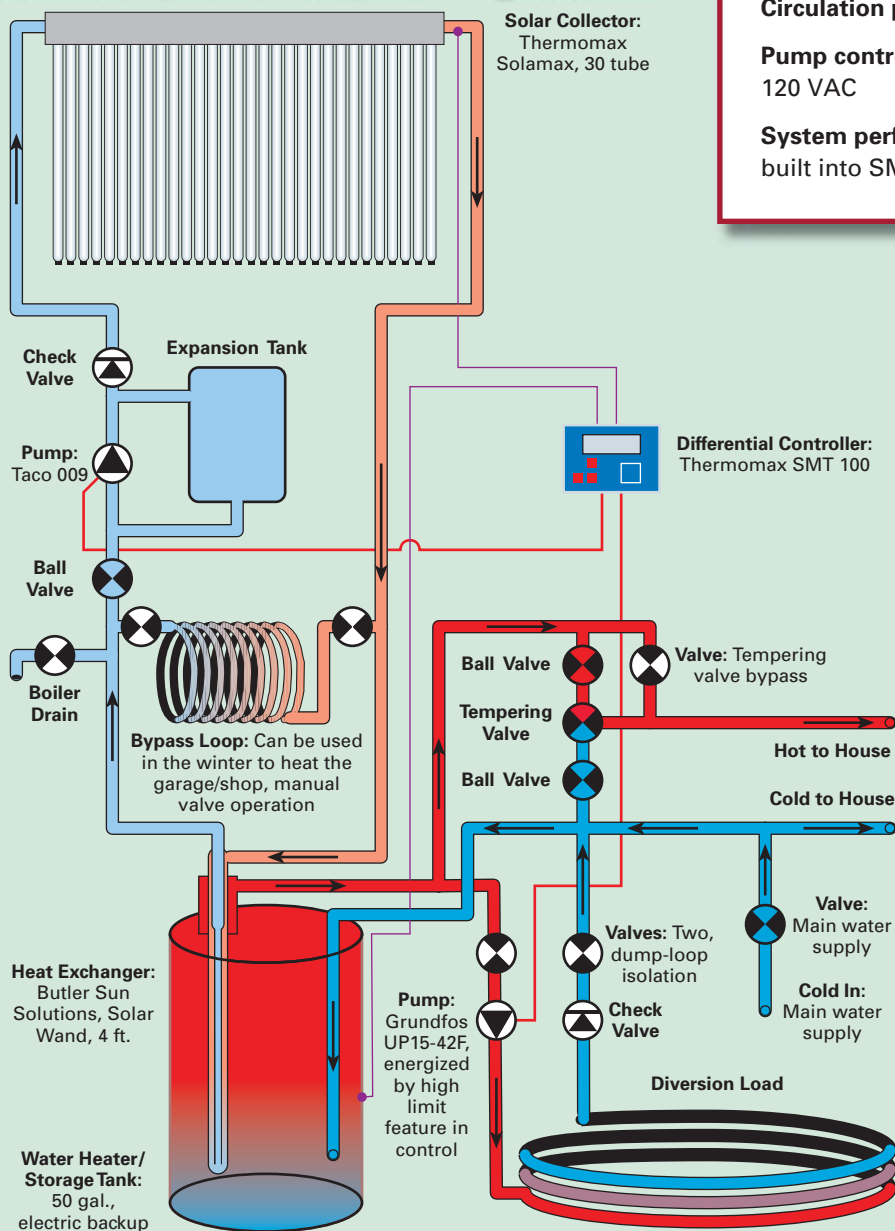 Solar Collector:
Thermomax
Solamax, 30 tube
Circulation
Pump
120 VAC
System
built into
Check
Valve
Expansion Tank
Pump:
Taco 009
Differential Controller:
Thermomax SMT 100
Ball
Valve
Boiler
Drain
Bypass Loop: Can be used
in the winter to heat the
garage/shop, manual
valve operation
Ball Valve
Valve: Tempering
valve bypass
Tempering
Valve
Hot to House
Ball Valve
Cold to House
Heat Exchanger:
Butler Sun
Solutions, Solar
Wand, 4 ft.
Pump:
Grundfos
UP15-42F,
energized
by high
limit
feature in
control
Valves: Two,
dump-loop
isolation
Check
Valve
Valve:
Main water
supply
Cold In:
Main water
supply
Diversion Load
Water Heater/
Storage Tank:
50 gal.,
electric backup